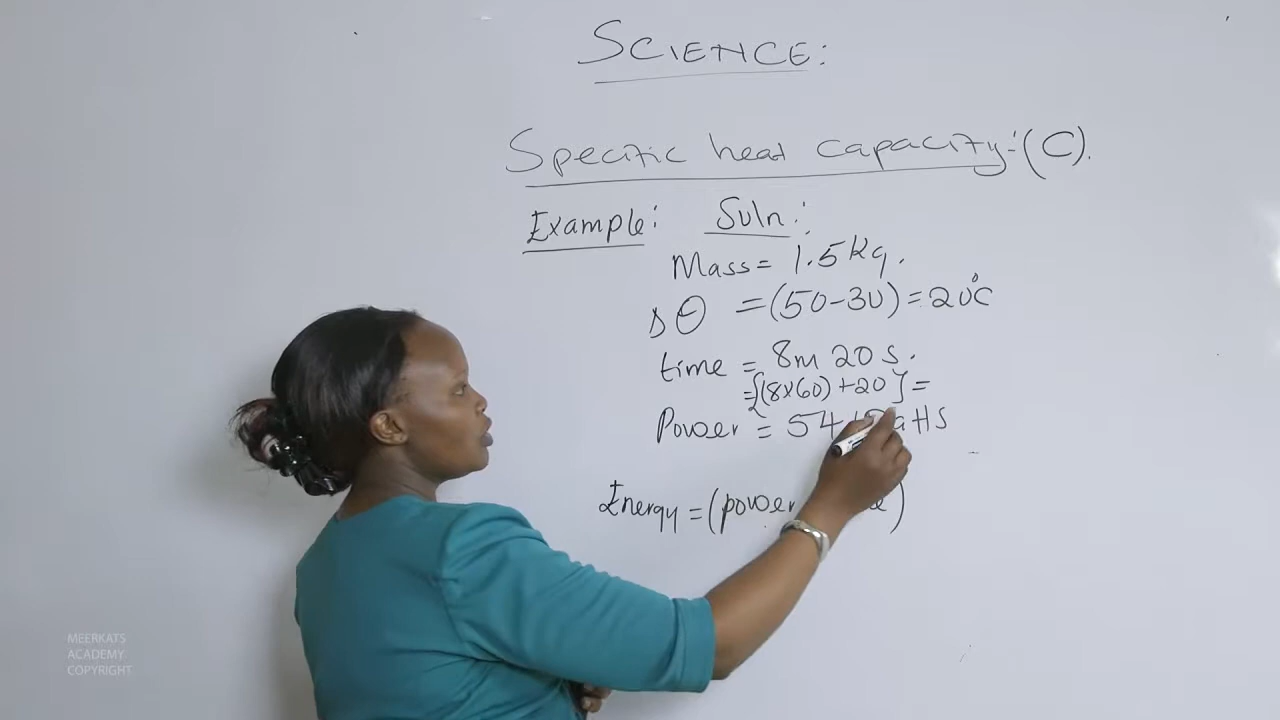 SCIENCE:
Specific heat capacity:(C).
Example: Soln:
Mass = 1.5kg.
Δθ = (50-30) = 20°C
time = 8m 20s.
={(8x60)+20} =
Power = 54
Energy = (power
MEERKATS
ACADEMY
COPYRIGHT